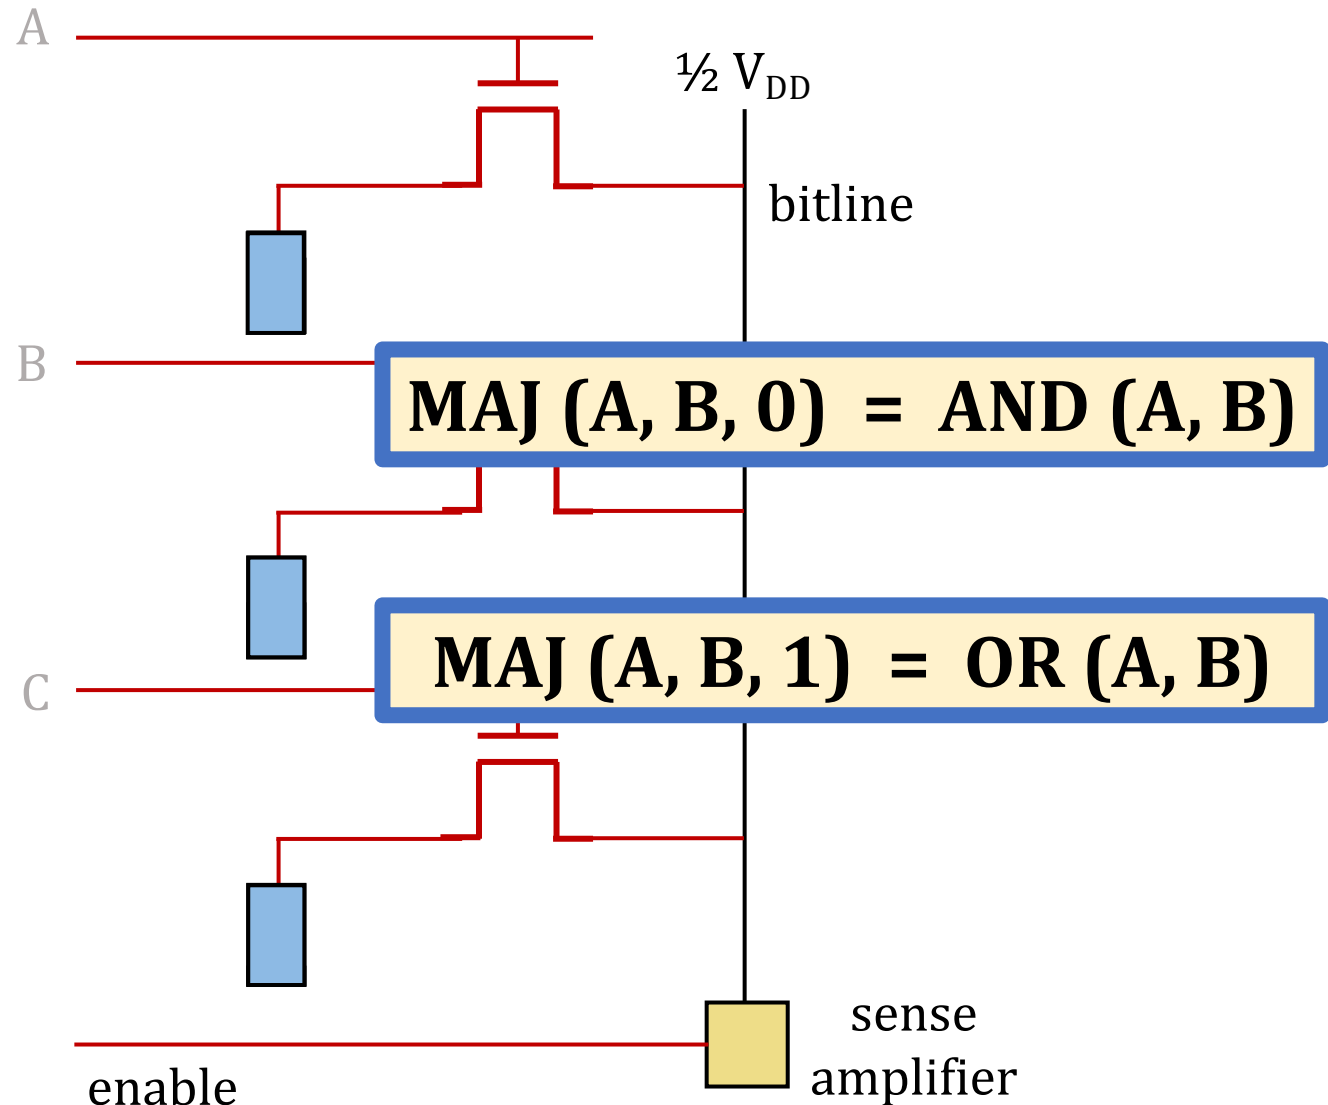 A
½ VDD
bitline
B
MAJ (A, B, 0) = AND (A, B)
MAJ (A, B, 1) = OR (A, B)
C
sense
amplifier
enable